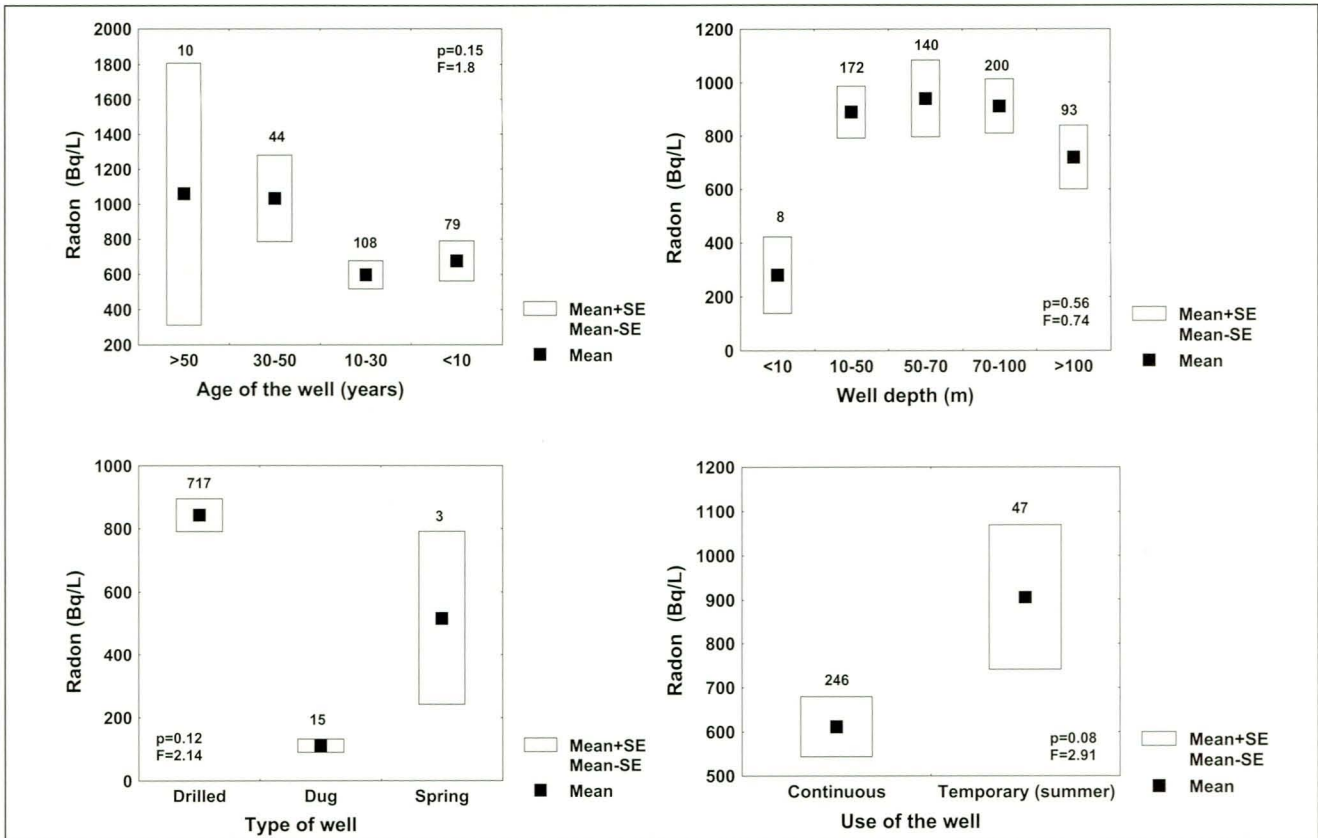 2000
1800
1600
1400
1200
1000
800
600
400
200
Radon (Bq/L)
10
44
108
79
p=0.15
F=1.8
>50 30-50 10-30 <10
Age of the well (years)
Mean+SE
Mean-SE
Mean
1200
1000
800
600
400
200
0
Radon (Bq/L)
8
172
140
200
93
p=0.56
F=0.74
<10 10-50 50-70 70-100 >100
Well depth (m)
Mean+SE
Mean-SE
Mean
1000
800
600
400
200
0
Radon (Bq/L)
717
15
3
p=0.12
F=2.14
Drilled Dug Spring
Type of well
Mean+SE
Mean-SE
Mean
1200
1100
1000
900
800
700
600
500
Radon (Bq/L)
246
47
p=0.08
F=2.91
Continuous Temporary (summer)
Use of the well
Mean+SE
Mean-SE
Mean